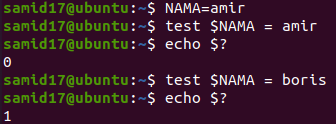 samid17@ubuntu:~$ NAMA=amir
samid17@ubuntu:~$ test $NAMA = amir
samid17@ubuntu:~$ echo $?
0
samid17@ubuntu:~$ test $NAMA = boris
samid17@ubuntu:~$ echo $?
1